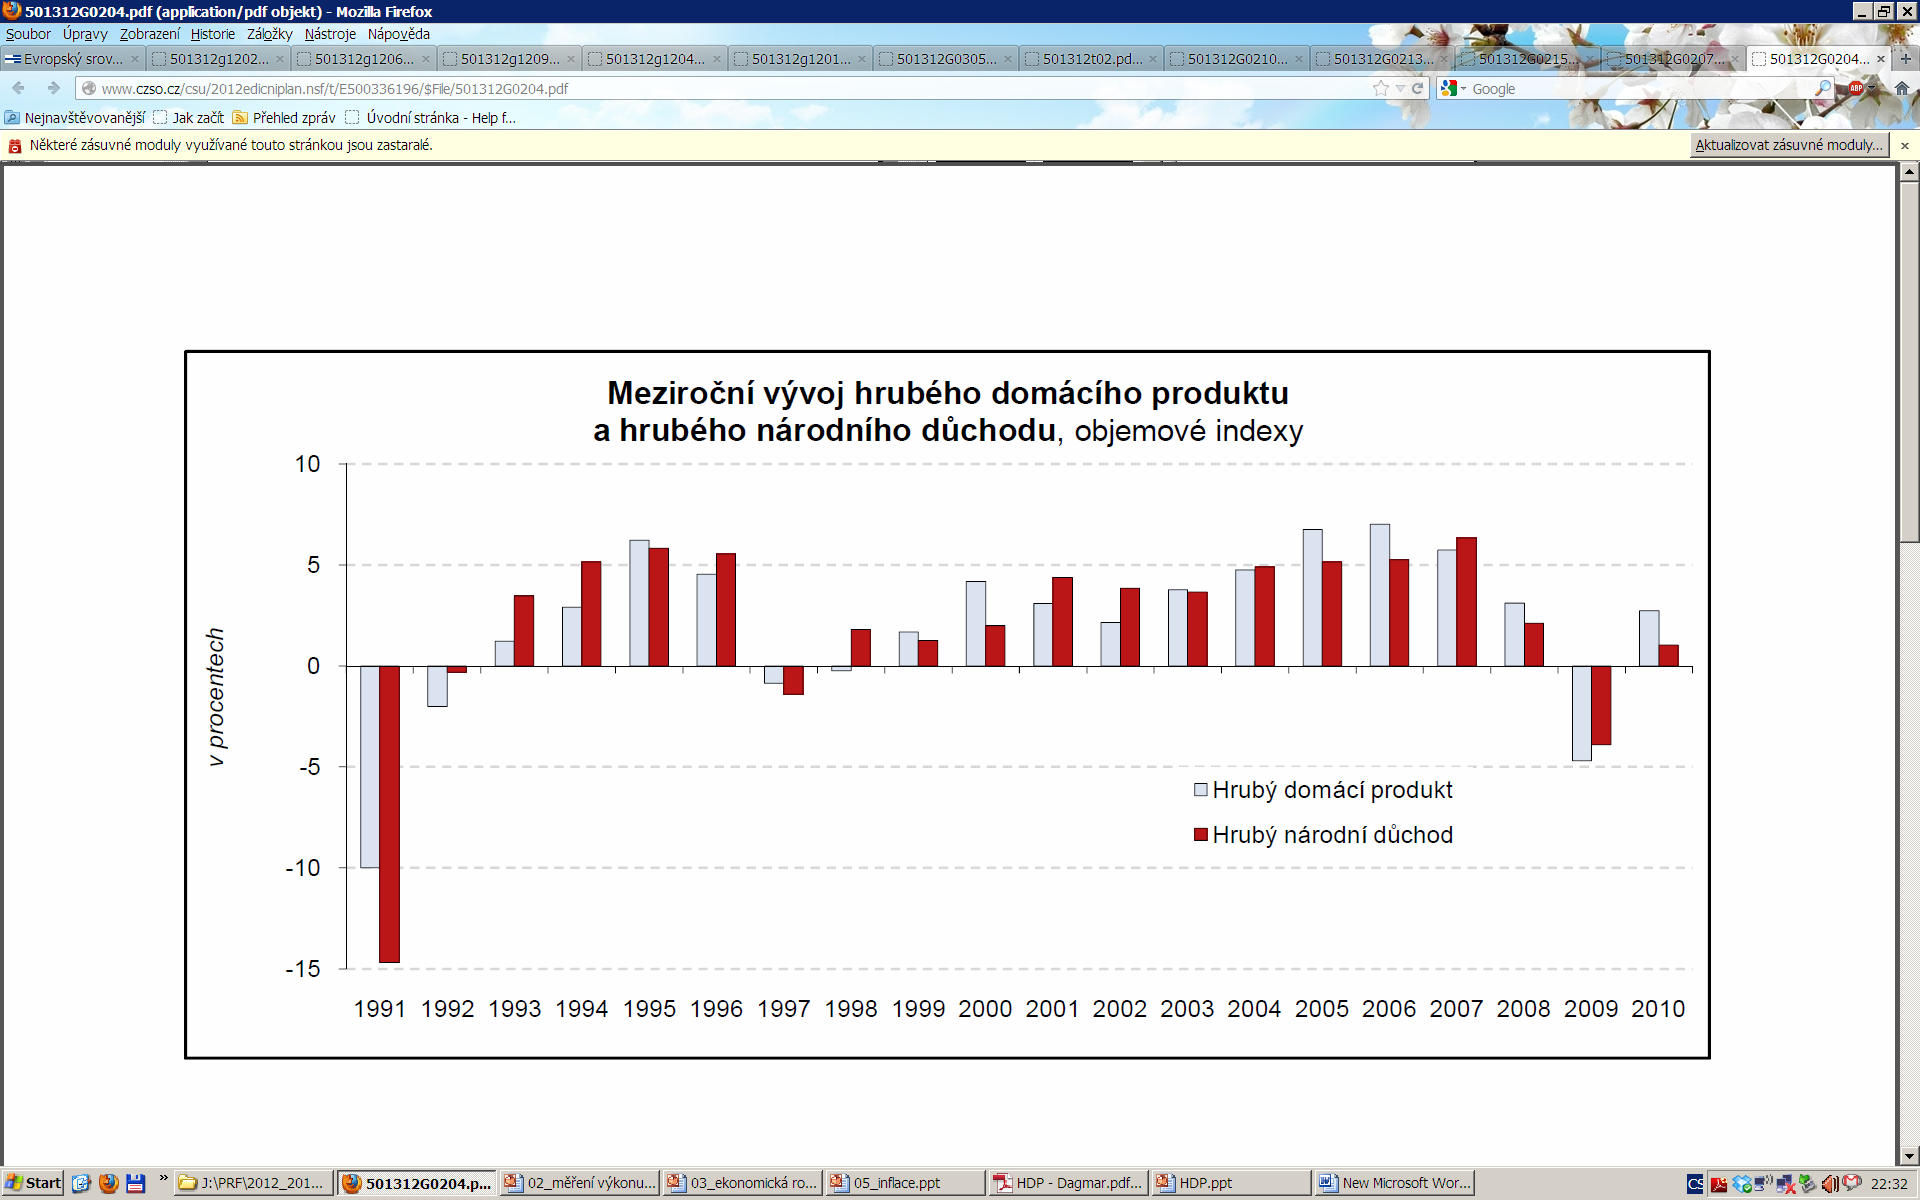 501312G0204.pdf (application/pdf objekt) - Mozilla Firefox
Soubor Úpravy Zobrazení Historie Záložky Nástroje Nápověda
Evropský srov... 501312g1202... 501312g1206... 501312g1209... 501312g1204... 501312g1201... 501312G0305... 501312t02.pd... 501312G0210... 501312G0213... 501312G0215... 501312G0207... 501312G0204...
www.czso.cz/csu/2012edicniplan.nsf/t/E500336196/$File/501312G0204.pdf Google ABP
Nejnavštěvovanější Jak začít Přehled zpráv Úvodní stránka - Help f...
Některé zásuvné moduly využívané touto stránkou jsou zastaralé. Aktualizovat zásuvné moduly...
Meziroční vývoj hrubého domácího produktu
a hrubého národního důchodu, objemové indexy
10
5
0
-5
-10
-15
v procentech
Hrubý domácí produkt
Hrubý národní důchod
1991 1992 1993 1994 1995 1996 1997 1998 1999 2000 2001 2002 2003 2004 2005 2006 2007 2008 2009 2010
Start » J:\PRF\2012_201... 501312G0204.p... 02_měření výkonu... 03_ekonomická ro... 05_inflace.ppt HDP - Dagmar.pdf... HDP.ppt New Microsoft Wor... CS 22:32